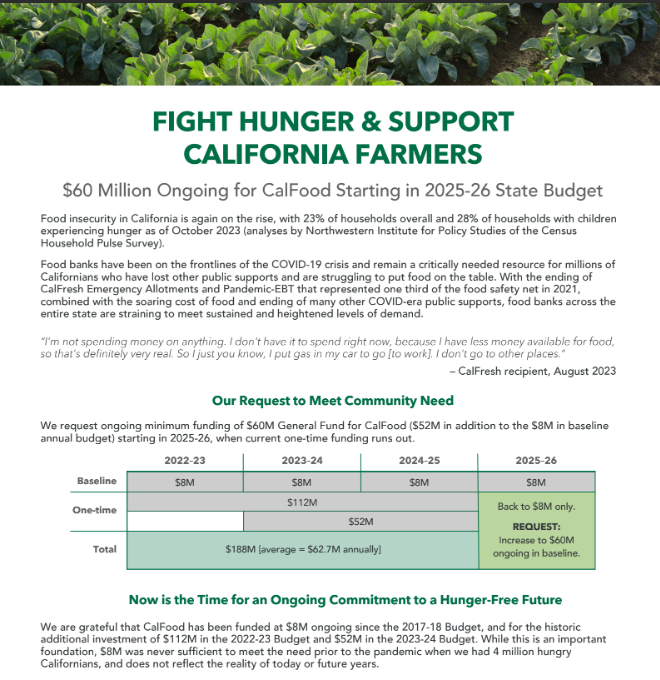 FIGHT HUNGER & SUPPORT
CALIFORNIA FARMERS
$60 Million Ongoing for CalFood Starting in 2025-26 State Budget
Food insecurity in California is again on the rise, with 23% of households overall and 28% of households with children
experiencing hunger as of October 2023 (analyses by Northwestern Institute for Policy Studies of the Census
Household Pulse Survey).
Food banks have been on the frontlines of the COVID-19 crisis and remain a critically needed resource for millions of
Californians who have lost other public supports and are struggling to put food on the table. With the ending of
CalFresh Emergency Allotments and Pandemic-EBT that represented one third of the food safety net in 2021,
combined with the soaring cost of food and ending of many other COVID-era public supports, food banks across the
entire state are straining to meet sustained and heightened levels of demand.
"I'm not spending money on anything. I don't have it to spend right now, because I have less money available for food,
so that's definitely very real. So I just you know, I put gas in my car to go [to work]. I don't go to other places."
– CalFresh recipient, August 2023
Our Request to Meet Community Need
We request ongoing minimum funding of $60M General Fund for CalFood ($52M in addition to the $8M in baseline
annual budget) starting in 2025-26, when current one-time funding runs out.
2022-23 2023-24 2024-25 2025-26
Baseline $8M $8M $8M $8M
One-time $112M Back to $8M only.
$52M REQUEST:
Increase to $60M
Total $188M [average = $62.7M annually] ongoing in baseline.
Now is the Time for an Ongoing Commitment to a Hunger-Free Future
We are grateful that CalFood has been funded at $8M ongoing since the 2017-18 Budget, and for the historic
additional investment of $112M in the 2022-23 Budget and $52M in the 2023-24 Budget. While this is an important
foundation, $8M was never sufficient to meet the need prior to the pandemic when we had 4 million hungry
Californians, and does not reflect the reality of today or future years.